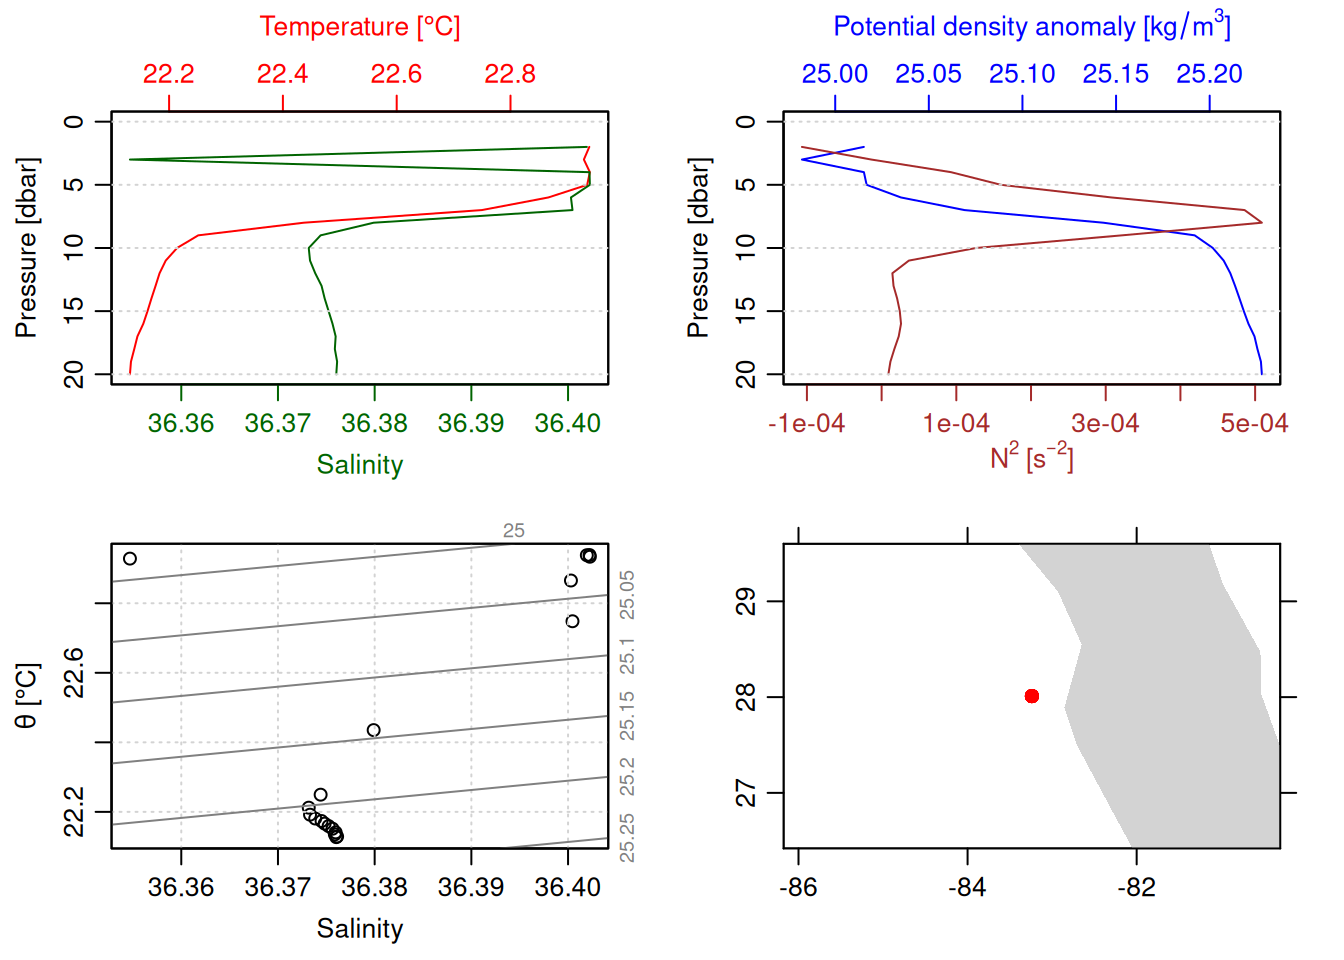 Temperature [°C]
22.2 22.4 22.6 22.8
0
5
10
15
20
Pressure [dbar]
36.36 36.37 36.38 36.39 36.40
Salinity
Potential density anomaly [kg/m³]
25.00 25.05 25.10 25.15 25.20
0
5
10
15
20
Pressure [dbar]
-1e-04 1e-04 3e-04 5e-04
N² [s⁻²]
25
25.05
25.1
25.15
25.2
25.25
22.6
22.2
θ [°C]
36.36 36.37 36.38 36.39 36.40
Salinity
29
28
27
-86 -84 -82